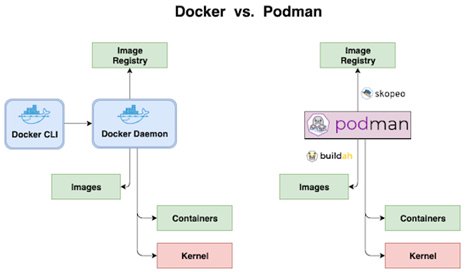 Docker vs. Podman
Image
Registry
Docker CLI
Docker Daemon
Images
Containers
Kernel
Image
Registry
skopeo
podman
buildah
Images
Containers
Kernel